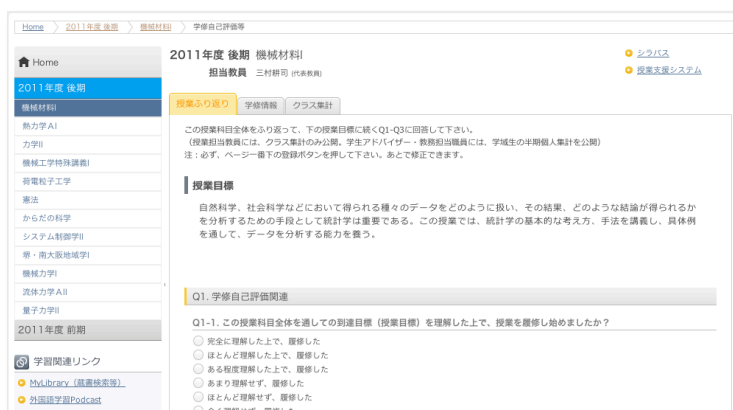 Home 2011年度 後期 機械材料I 学修自己評価等
Home
2011年度 後期
機械材料I
熱力学AI
力学II
機械工学特殊講義I
荷電粒子工学
憲法
からだの科学
システム制御学II
堺・南大阪地域学I
機械力学I
流体力学AII
量子力学II
2011年度 前期
学習関連リンク
MyLibrary（蔵書検索等）
外国語学習Podcast
2011年度 後期 機械材料I
担当教員 三村耕司 (代表教員)
シラバス
授業支援システム
授業ふり返り 学修情報 クラス集計
この授業科目全体をふり返って、下の授業目標に続くQ1-Q3に回答して下さい。
（授業担当教員には、クラス集計のみ公開。学生アドバイザー・教務担当職員には、学域生の半期個人集計を公開）
注：必ず、ページ一番下の登録ボタンを押して下さい。あとで修正できます。
授業目標
自然科学、社会科学などにおいて得られる種々のデータをどのように扱い、その結果、どのような結論が得られるか
を分析するための手段として統計学は重要である。この授業では、統計学の基本的な考え方、手法を講義し、具体例
を通して、データを分析する能力を養う。
Q1. 学修自己評価関連
Q1-1. この授業科目全体を通しての到達目標（授業目標）を理解した上で、授業を履修し始めましたか？
完全に理解した上で、履修した
ほとんど理解した上で、履修した
ある程度理解した上で、履修した
あまり理解せず、履修した
ほとんど理解せず、履修した